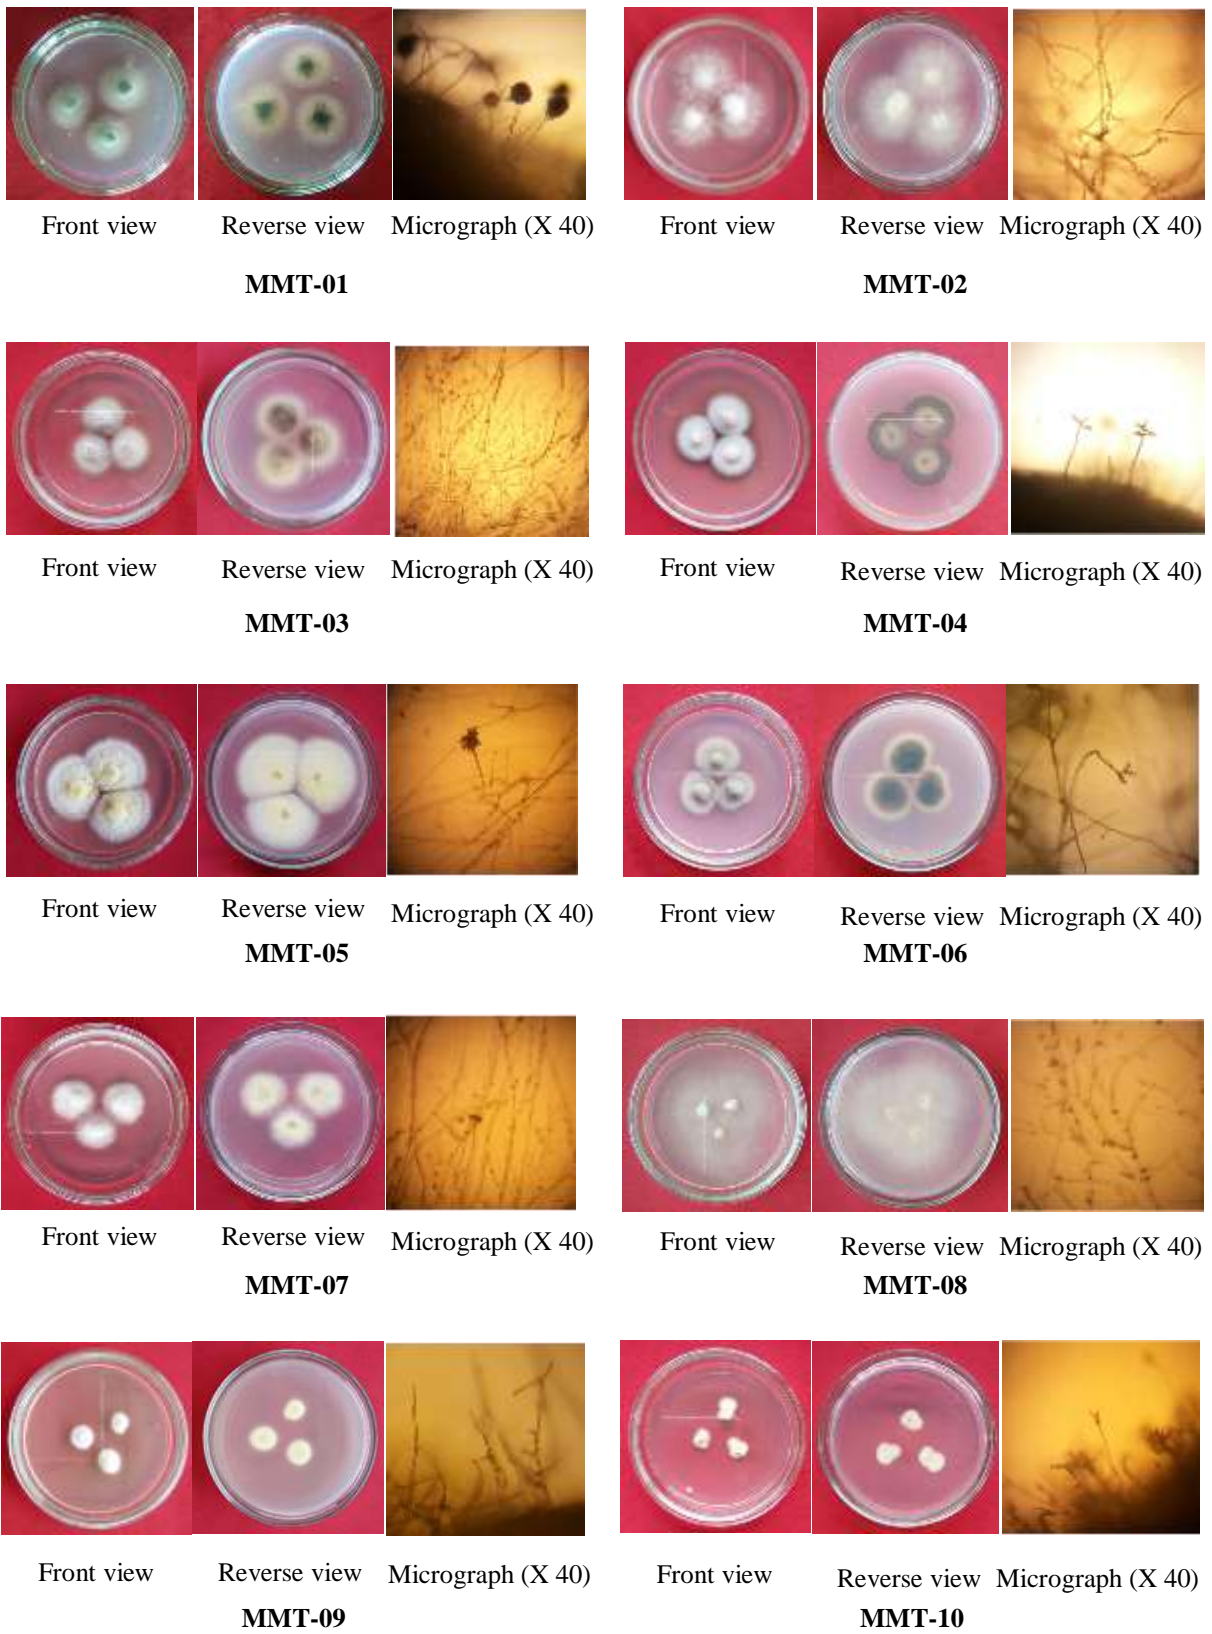 Front view Reverse view Micrograph (X 40)
MMT-01
Front view Reverse view Micrograph (X 40)
MMT-02
Front view Reverse view Micrograph (X 40)
MMT-03
Front view Reverse view Micrograph (X 40)
MMT-04
Front view Reverse view Micrograph (X 40)
MMT-05
Front view Reverse view Micrograph (X 40)
MMT-06
Front view Reverse view Micrograph (X 40)
MMT-07
Front view Reverse view Micrograph (X 40)
MMT-08
Front view Reverse view Micrograph (X 40)
MMT-09
Front view Reverse view Micrograph (X 40)
MMT-10